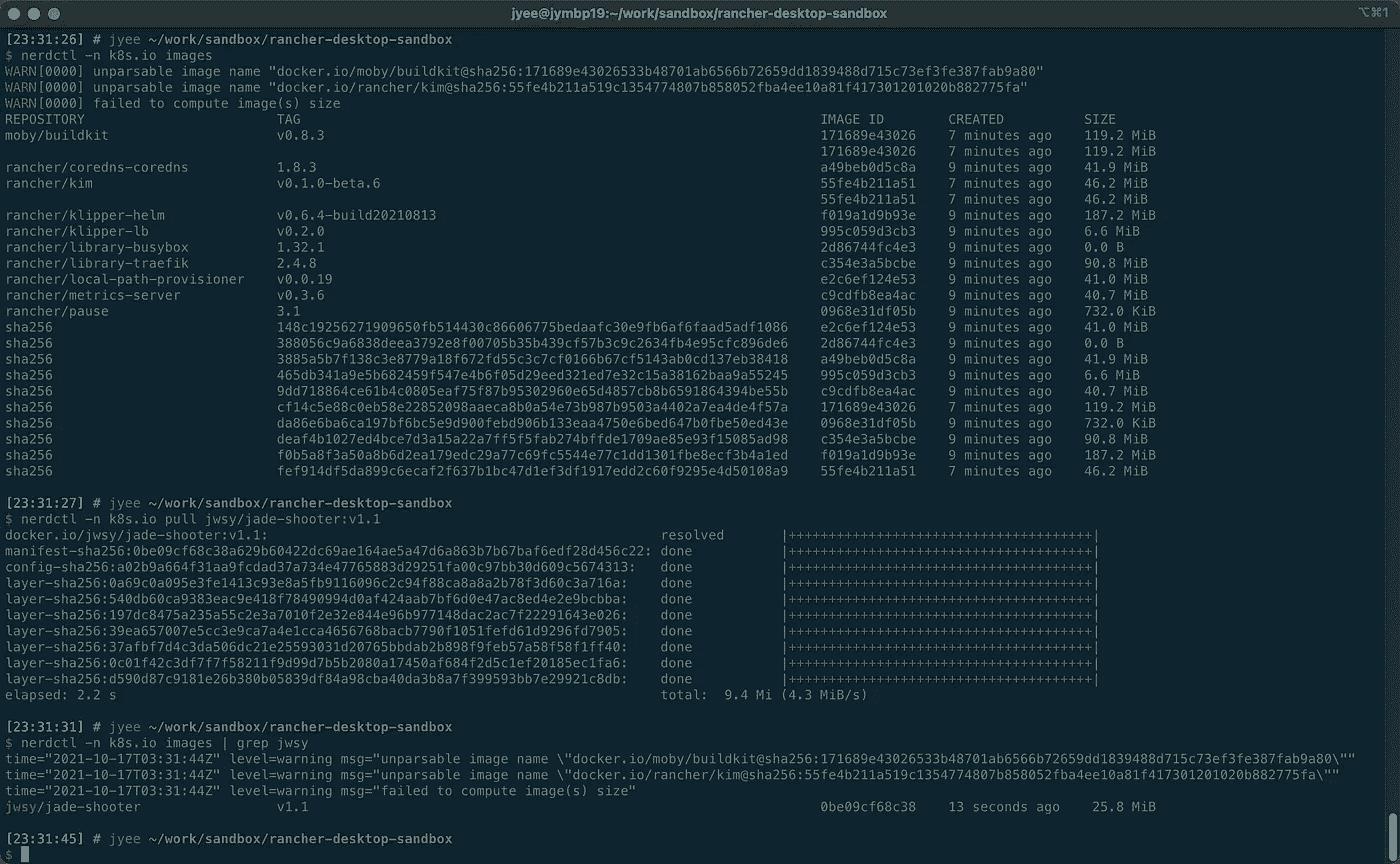 jyee@jymbp19:~/work/sandbox/rancher-desktop-sandbox ⌥⌘1
[23:31:26] # jyee ~/work/sandbox/rancher-desktop-sandbox
$ nerdctl -n k8s.io images
WARN[0000] unparsable image name "docker.io/moby/buildkit@sha256:171689e43026533b48701ab6566b72659dd1839488d715c73ef3fe387fab9a80"
WARN[0000] unparsable image name "docker.io/rancher/kim@sha256:55fe4b211a519c1354774807b858052fba4ee10a81f417301201020b882775fa"
WARN[0000] failed to compute image(s) size
REPOSITORY TAG IMAGE ID CREATED SIZE
moby/buildkit v0.8.3 171689e43026 7 minutes ago 119.2 MiB
171689e43026 7 minutes ago 119.2 MiB
rancher/coredns-coredns 1.8.3 a49beb0d5c8a 9 minutes ago 41.9 MiB
rancher/kim v0.1.0-beta.6 55fe4b211a51 7 minutes ago 46.2 MiB
55fe4b211a51 7 minutes ago 46.2 MiB
rancher/klipper-helm v0.6.4-build20210813 f019a1d9b93e 9 minutes ago 187.2 MiB
rancher/klipper-lb v0.2.0 995c059d3cb3 9 minutes ago 6.6 MiB
rancher/library-busybox 1.32.1 2d86744fc4e3 9 minutes ago 0.0 B
rancher/library-traefik 2.4.8 c354e3a5bcbe 9 minutes ago 90.8 MiB
rancher/local-path-provisioner v0.0.19 e2c6ef124e53 9 minutes ago 41.0 MiB
rancher/metrics-server v0.3.6 c9cdfb8ea4ac 9 minutes ago 40.7 MiB
rancher/pause 3.1 0968e31df05b 9 minutes ago 732.0 KiB
sha256 148c19256271909650fb514430c86606775bedaafc30e9fb6af6faad5adf1086 e2c6ef124e53 9 minutes ago 41.0 MiB
sha256 388056c9a6838deea3792e8f00705b35b439cf57b3c9c2634fb4e95cfc896de6 2d86744fc4e3 9 minutes ago 0.0 B
sha256 3885a5b7f138c3e8779a18f672fd55c3c7cf0166b67cf5143ab0cd137eb38418 a49beb0d5c8a 9 minutes ago 41.9 MiB
sha256 465db341a9e5b682459f547e4b6f05d29eed321ed7e32c15a38162baa9a55245 995c059d3cb3 9 minutes ago 6.6 MiB
sha256 9dd718864ce61b4c0805eaf75f87b95302960e65d4857cb8b6591864394be55b c9cdfb8ea4ac 9 minutes ago 40.7 MiB
sha256 cf14c5e88c0eb58e22852098aaeca8b0a54e73b987b9503a4402a7ea4de4f57a 171689e43026 7 minutes ago 119.2 MiB
sha256 da86e6ba6ca197bf6bc5e9d900febd906b133eaa4750e6bed647b0fbe50ed43e 0968e31df05b 9 minutes ago 732.0 KiB
sha256 deaf4b1027ed4bce7d3a15a22a7ff5f5fab274bffde1709ae85e93f15085ad98 c354e3a5bcbe 9 minutes ago 90.8 MiB
sha256 f0b5a8f3a50a8b6d2ea179edc29a77c69fc5544e77c1dd1301fbe8ecf3b4a1ed f019a1d9b93e 9 minutes ago 187.2 MiB
sha256 fef914df5da899c6ecaf2f637b1bc47d1ef3df1917edd2c60f9295e4d50108a9 55fe4b211a51 7 minutes ago 46.2 MiB
[23:31:27] # jyee ~/work/sandbox/rancher-desktop-sandbox
$ nerdctl -n k8s.io pull jwsy/jade-shooter:v1.1
docker.io/jwsy/jade-shooter:v1.1: resolved |++++++++++++++++++++++++++++++++++++++|
manifest-sha256:0be09cf68c38a629b60422dc69ae164ae5a47d6a863b7b67baf6edf28d456c22: done |++++++++++++++++++++++++++++++++++++++|
config-sha256:a02b9a664f31aa9fcdad37a734e47765883d29251fa00c97bb30d609c5674313: done |++++++++++++++++++++++++++++++++++++++|
layer-sha256:0a69c0a095e3fe1413c93e8a5fb9116096c2c94f88ca8a8a2b78f3d60c3a716a: done |++++++++++++++++++++++++++++++++++++++|
layer-sha256:540db60ca9383eac9e418f78490994d0af424aab7bf6d0e47ac8ed4e2e9bcbba: done |++++++++++++++++++++++++++++++++++++++|
layer-sha256:197dc8475a235a55c2e3a7010f2e32e844e96b977148dac2ac7f22291643e026: done |++++++++++++++++++++++++++++++++++++++|
layer-sha256:39ea657007e5cc3e9ca7a4e1cca4656768bacb7790f1051fefd61d9296fd7905: done |++++++++++++++++++++++++++++++++++++++|
layer-sha256:37afbf7d4c3da506dc21e25593031d20765bbdab2b898f9feb57a58f58f1ff40: done |++++++++++++++++++++++++++++++++++++++|
layer-sha256:0c01f42c3df7f7f58211f9d99d7b5b2080a17450af684f2d5c1ef20185ec1fa6: done |++++++++++++++++++++++++++++++++++++++|
layer-sha256:d590d87c9181e26b380b05839df84a98cba40da3b8a7f399593bb7e29921c8db: done |++++++++++++++++++++++++++++++++++++++|
elapsed: 2.2 s total: 9.4 Mi (4.3 MiB/s)
[23:31:31] # jyee ~/work/sandbox/rancher-desktop-sandbox
$ nerdctl -n k8s.io images | grep jwsy
time="2021-10-17T03:31:44Z" level=warning msg="unparsable image name \"docker.io/moby/buildkit@sha256:171689e43026533b48701ab6566b72659dd1839488d715c73ef3fe387fab9a80\""
time="2021-10-17T03:31:44Z" level=warning msg="unparsable image name \"docker.io/rancher/kim@sha256:55fe4b211a519c1354774807b858052fba4ee10a81f417301201020b882775fa\""
time="2021-10-17T03:31:44Z" level=warning msg="failed to compute image(s) size"
jwsy/jade-shooter v1.1 0be09cf68c38 13 seconds ago 25.8 MiB
[23:31:45] # jyee ~/work/sandbox/rancher-desktop-sandbox
$